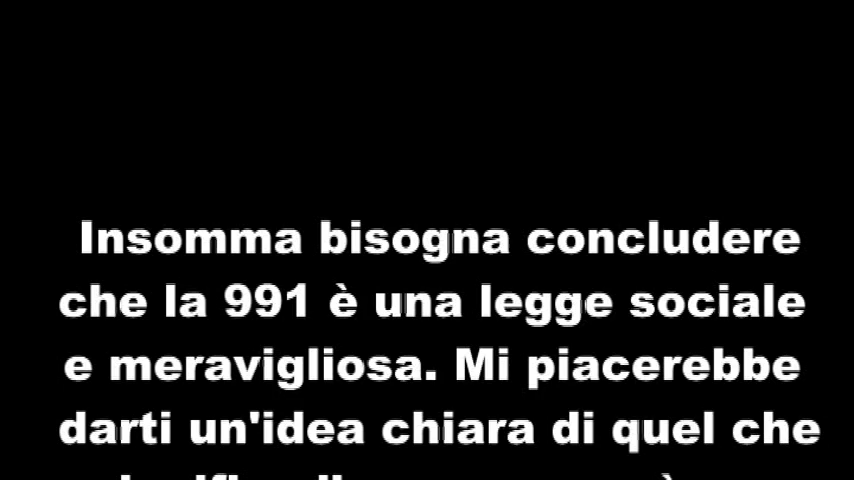 Insomma bisogna concludere
che la 991 è una legge sociale
e meravigliosa. Mi piacerebbe
darti un'idea chiara di quel che